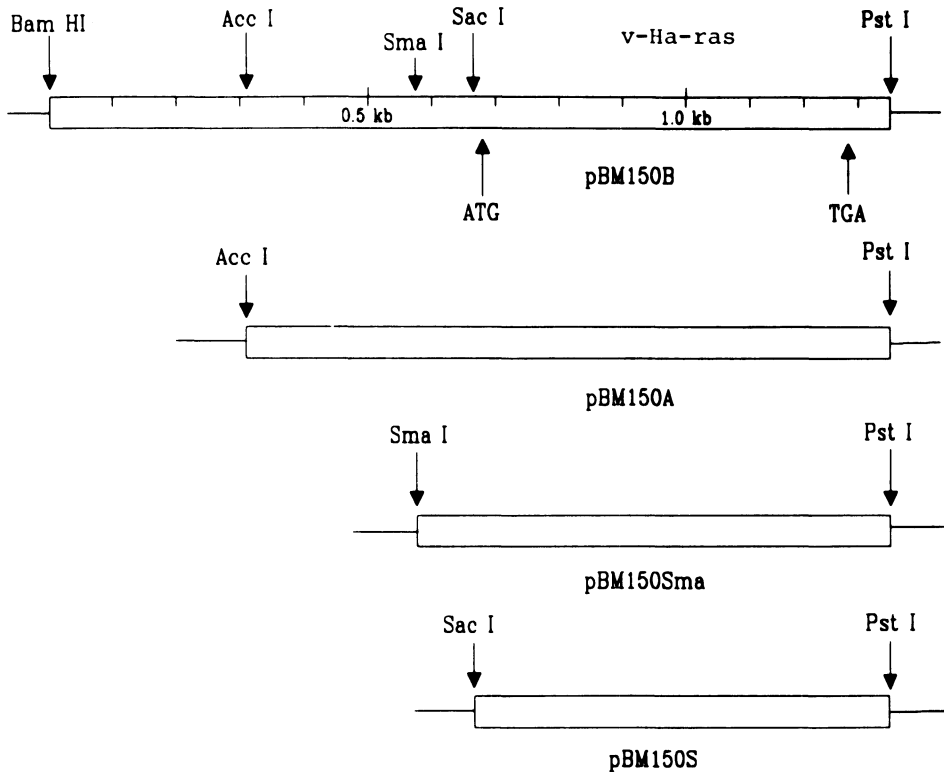 Bam HI
Acc I
Sma I
Sac I
v-Ha-ras
Pst I
0.5 kb
1.0 kb
pBM150B
ATG
TGA
Acc I
Pst I
pBM150A
Sma I
Pst I
pBM150Sma
Sac I
Pst I
pBM150S